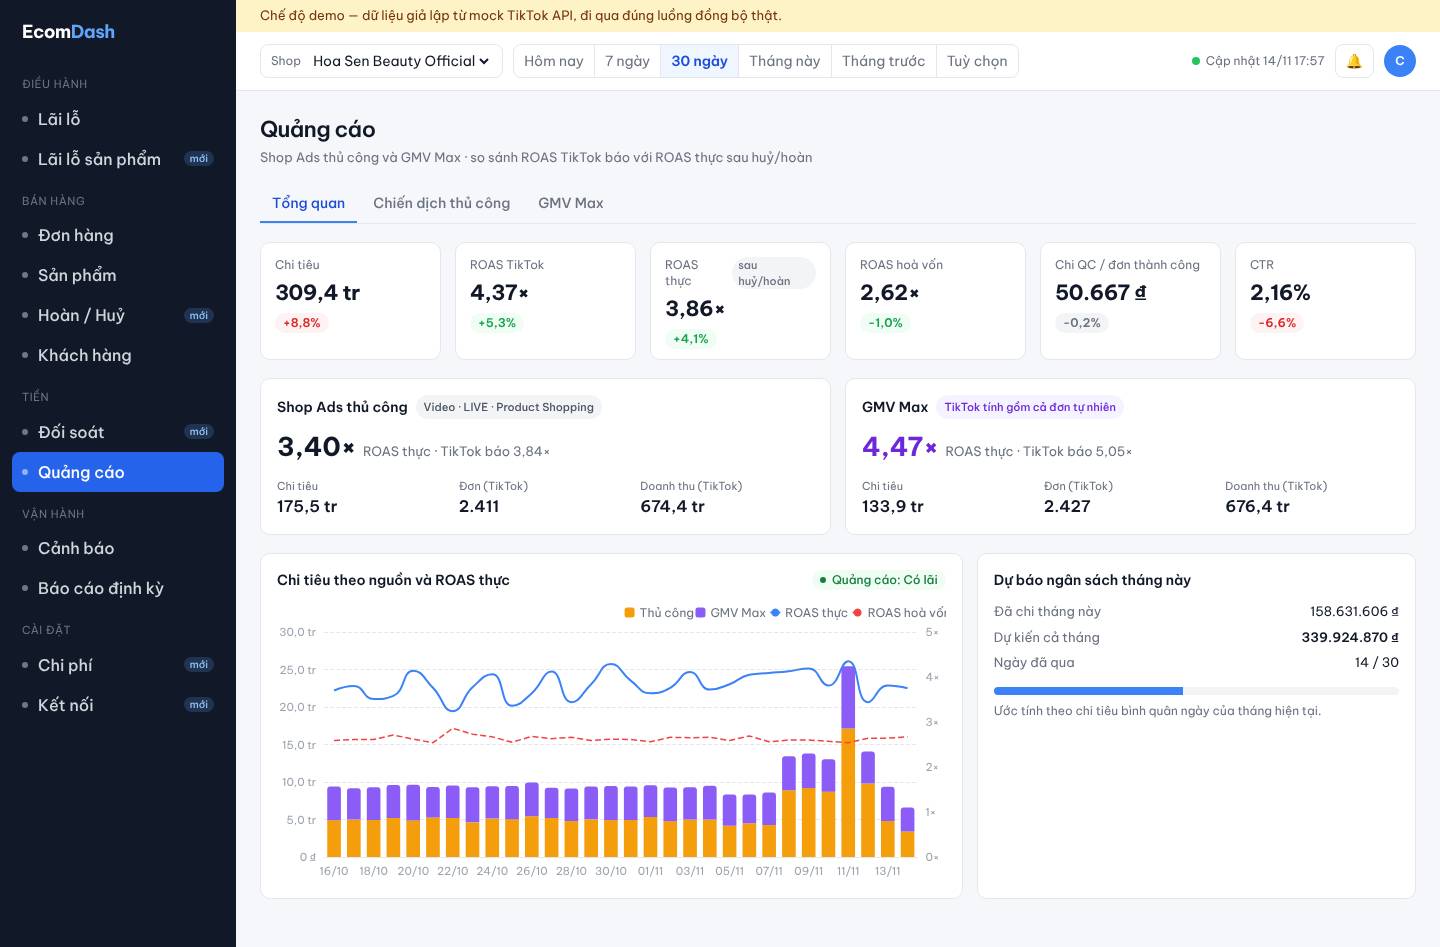 EcomDash
ĐIỀU HÀNH
Lãi lỗ
Lãi lỗ sản phẩm mới
BÁN HÀNG
Đơn hàng
Sản phẩm
Hoàn / Huỷ mới
Khách hàng
TIỀN
Đối soát mới
Quảng cáo
VẬN HÀNH
Cảnh báo
Báo cáo định kỳ
CÀI ĐẶT
Chi phí mới
Kết nối mới
Chế độ demo — dữ liệu giả lập từ mock TikTok API, đi qua đúng luồng đồng bộ thật.
Shop Hoa Sen Beauty Official Hôm nay 7 ngày 30 ngày Tháng này Tháng trước Tuỳ chọn Cập nhật 14/11 17:57 C
Quảng cáo
Shop Ads thủ công và GMV Max · so sánh ROAS TikTok báo với ROAS thực sau huỷ/hoàn
Tổng quan Chiến dịch thủ công GMV Max
Chi tiêu
309,4 tr
+8,8%
ROAS TikTok
4,37×
+5,3%
ROAS thực sau huỷ/hoàn
3,86×
+4,1%
ROAS hoà vốn
2,62×
-1,0%
Chi QC / đơn thành công
50.667 ₫
-0,2%
CTR
2,16%
-6,6%
Shop Ads thủ công Video · LIVE · Product Shopping
3,40× ROAS thực · TikTok báo 3,84×
Chi tiêu Đơn (TikTok) Doanh thu (TikTok)
175,5 tr 2.411 674,4 tr
GMV Max TikTok tính gồm cả đơn tự nhiên
4,47× ROAS thực · TikTok báo 5,05×
Chi tiêu Đơn (TikTok) Doanh thu (TikTok)
133,9 tr 2.427 676,4 tr
Chi tiêu theo nguồn và ROAS thực Quảng cáo: Có lãi
Thủ công GMV Max ROAS thực ROAS hoà vốn
30,0 tr 5×
25,0 tr 4×
20,0 tr 3×
15,0 tr 2×
10,0 tr
5,0 tr 1×
0 ₫ 0×
16/10 18/10 20/10 22/10 24/10 26/10 28/10 30/10 01/11 03/11 05/11 07/11 09/11 11/11 13/11
Dự báo ngân sách tháng này
Đã chi tháng này 158.631.606 ₫
Dự kiến cả tháng 339.924.870 ₫
Ngày đã qua 14 / 30
Ước tính theo chi tiêu bình quân ngày của tháng hiện tại.